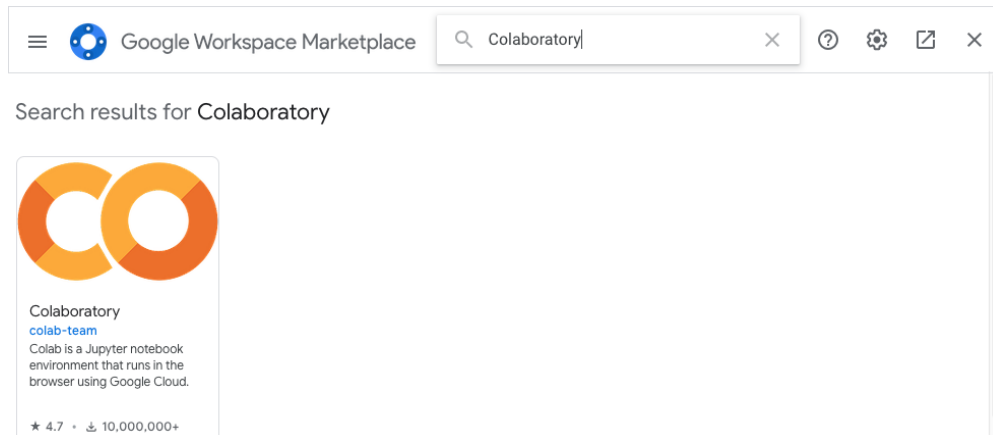 Google Workspace Marketplace
Colaboratory
Search results for Colaboratory
Colaboratory
colab-team
Colab is a Jupyter notebook
environment that runs in the
browser using Google Cloud.
★ 4.7 • 10,000,000+